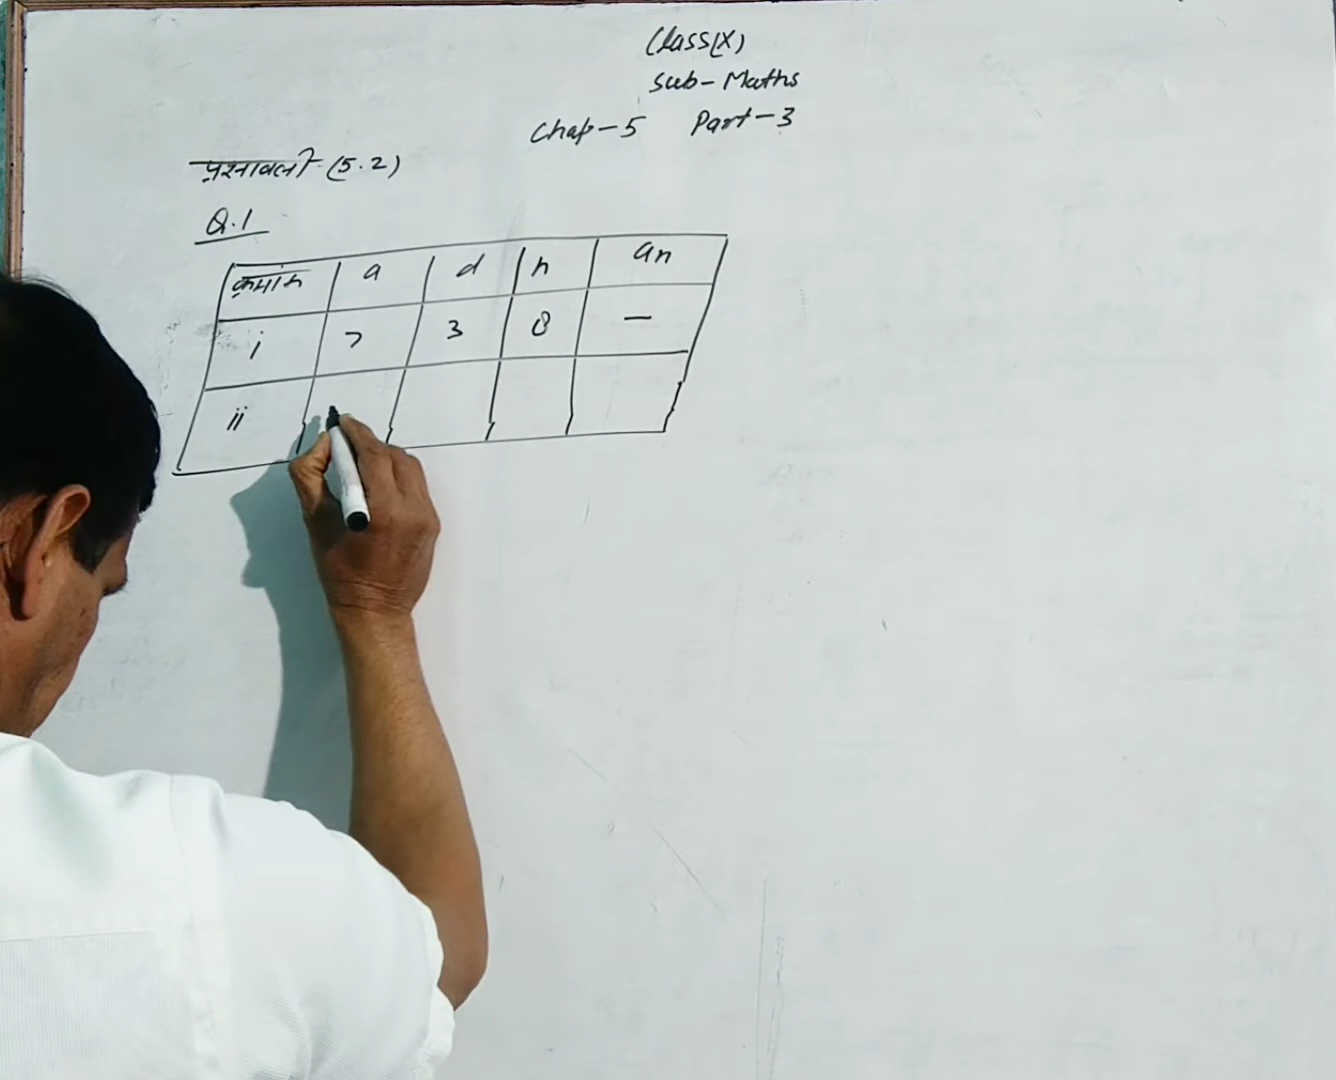 Class(X)
Sub- Maths
Chap-5 Part-3
प्रश्नावली (5.2)
Q.1
क्रमांक a d n an
i 7 3 8 —
ii